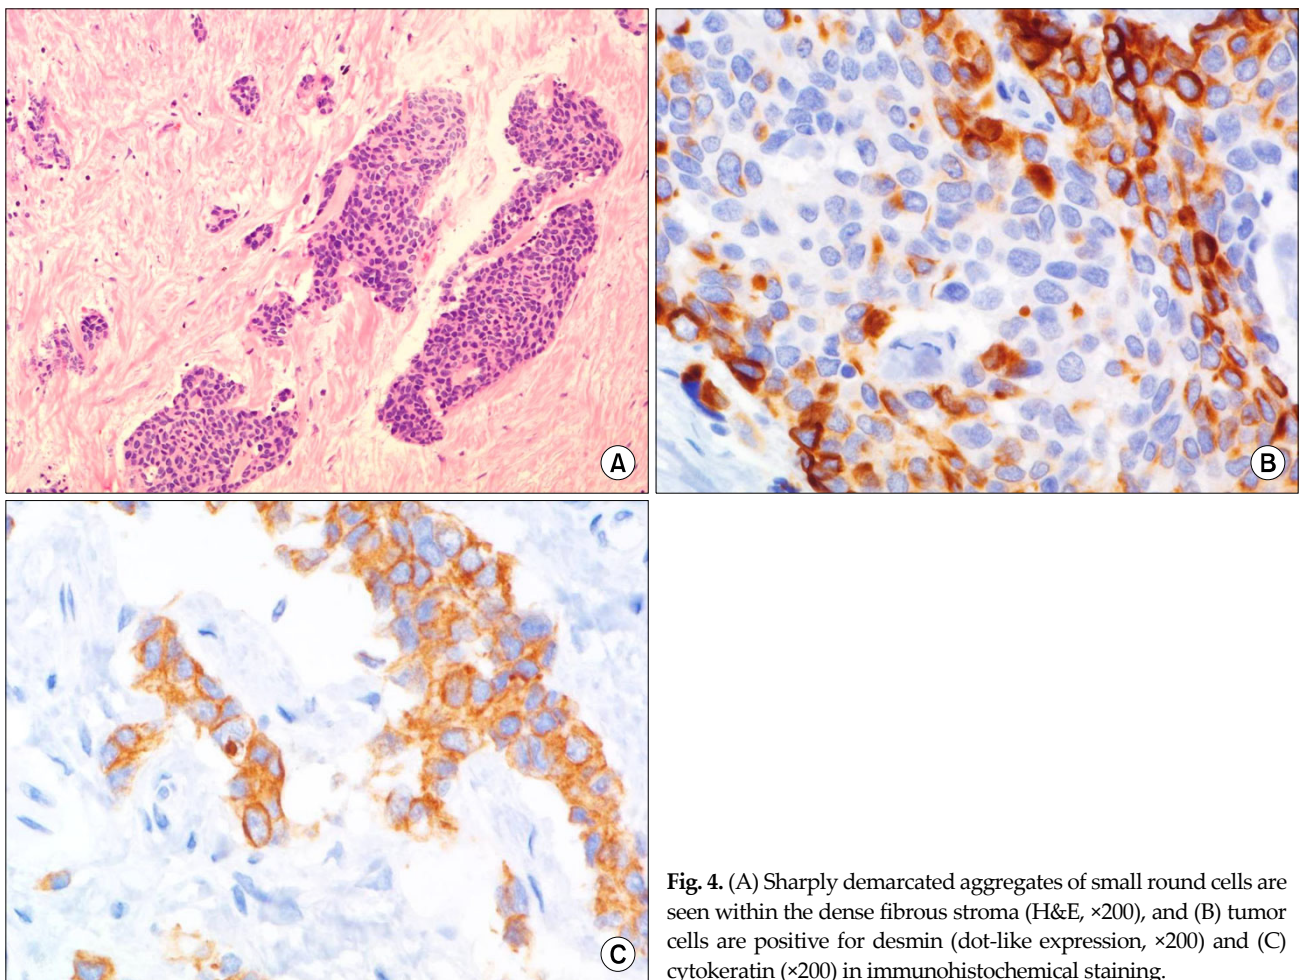 A
B
C
Fig. 4. (A) Sharply demarcated aggregates of small round cells are
seen within the dense fibrous stroma (H&E, ×200), and (B) tumor
cells are positive for desmin (dot-like expression, ×200) and (C)
cytokeratin (×200) in immunohistochemical staining.